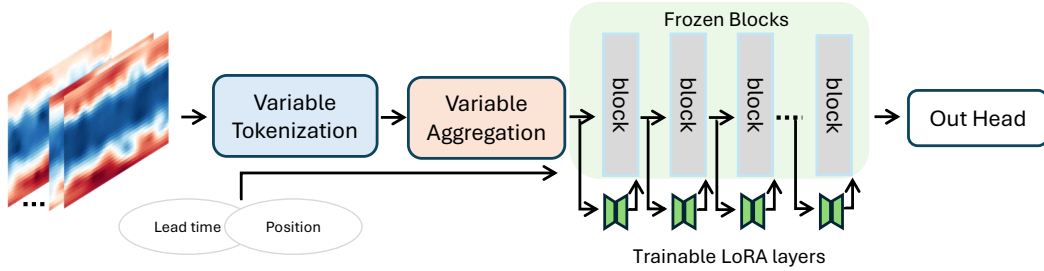 Frozen Blocks
Variable
Tokenization
Variable
Aggregation
block
block
block
block
Out Head
...
Lead time
Position
Trainable LoRA layers